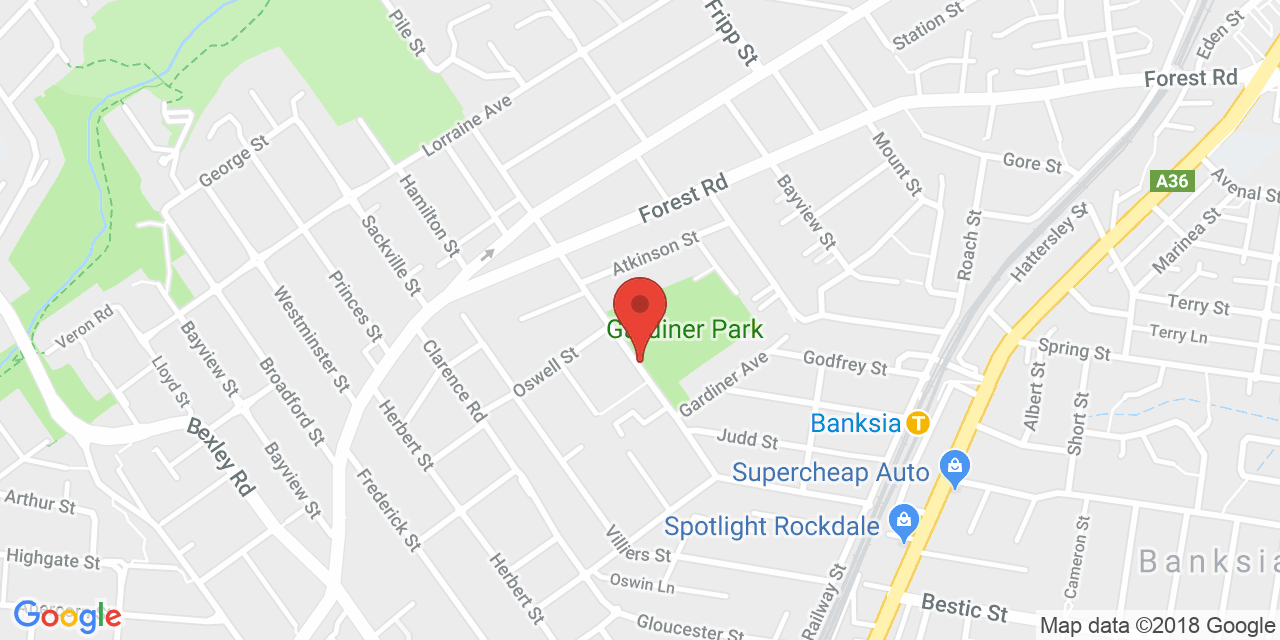 Pile St
Fripp St
Station St
Eden St
Forest Rd
Lorraine Ave
George St
Mount St
Gore St
A36
Avenal St
Hamilton St
Forest Rd
Bayview St
Roach St
Hattersley St
Marinea St
Sackville St
Atkinson St
Princes St
Westminster St
Terry St
Veron Rd
Gardiner Park
Terry Ln
Bayview St
Lloyd St
Clarence Rd
Oswell St
Gardiner Ave
Godfrey St
Spring St
Albert St
Short St
Broadford St
Herbert St
Banksia
T
Judd St
Bexley Rd
Bayview St
Supercheap Auto
Arthur St
Frederick St
Spotlight Rockdale
Villiers St
Cameron St
Highgate St
Herbert St
Oswin Ln
Railway St
Banksia
Bestic St
Gloucester St
Google
Map data ©2018 Google